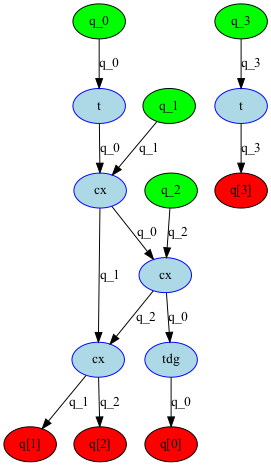 q_0 q_3
q_0 q_3
t q_1 t
q_0 q_1 q_3
cx q_2 q[3]
q_0 q_2
q_1 cx
q_2 q_0
cx tdg
q_1 q_2 q_0
q[1] q[2] q[0]